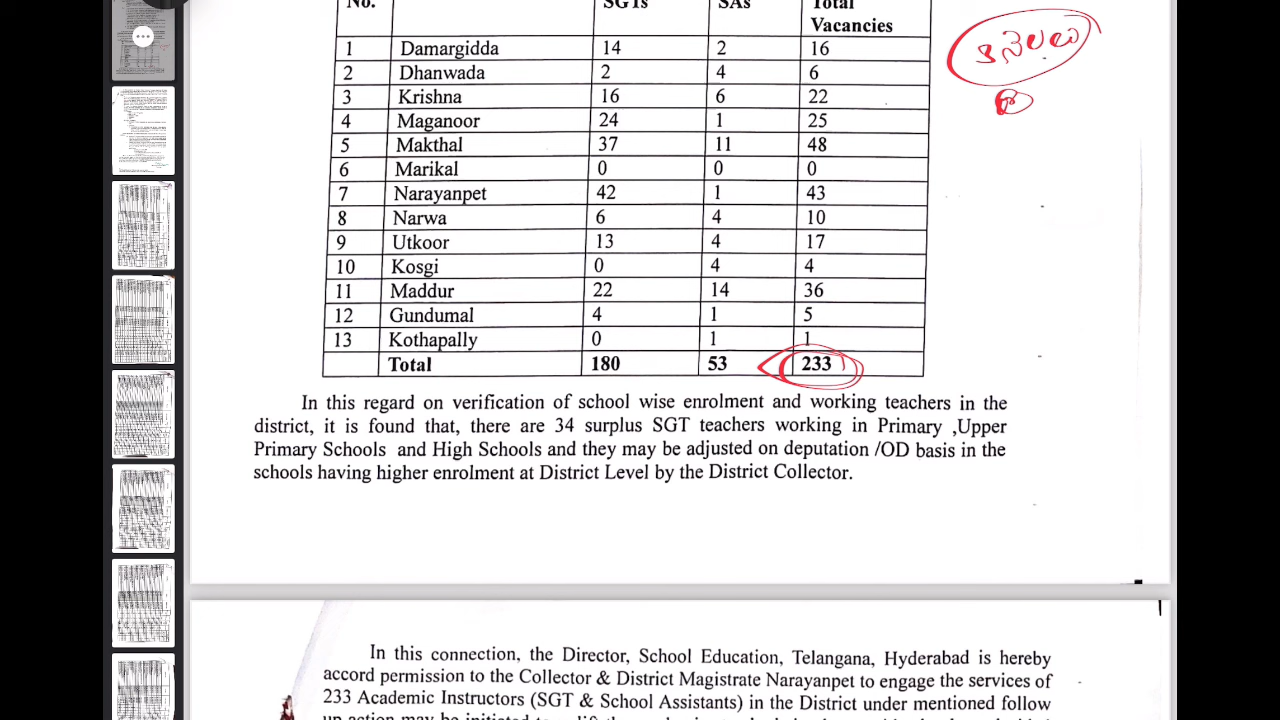 No. SGTs SAs Total
Vacancies
1 Damargidda 14 2 16
2 Dhanwada 2 4 6
3 Krishna 16 6 22
4 Maganoor 24 1 25
5 Makthal 37 11 48
6 Marikal 0 0 0
7 Narayanpet 42 1 43
8 Narwa 6 4 10
9 Utkoor 13 4 17
10 Kosgi 0 4 4
11 Maddur 22 14 36
12 Gundumal 4 1 5
13 Kothapally 0 1 1
Total 180 53 233
In this regard on verification of school wise enrolment and working teachers in the
district, it is found that, there are 34 surplus SGT teachers working in Primary ,Upper
Primary Schools and High Schools and they may be adjusted on deputation /OD basis in the
schools having higher enrolment at District Level by the District Collector.
In this connection, the Director, School Education, Telangana, Hyderabad is hereby
accord permission to the Collector & District Magistrate Narayanpet to engage the services of
233 Academic Instructors (SGT & School Assistants) in the District under mentioned follow